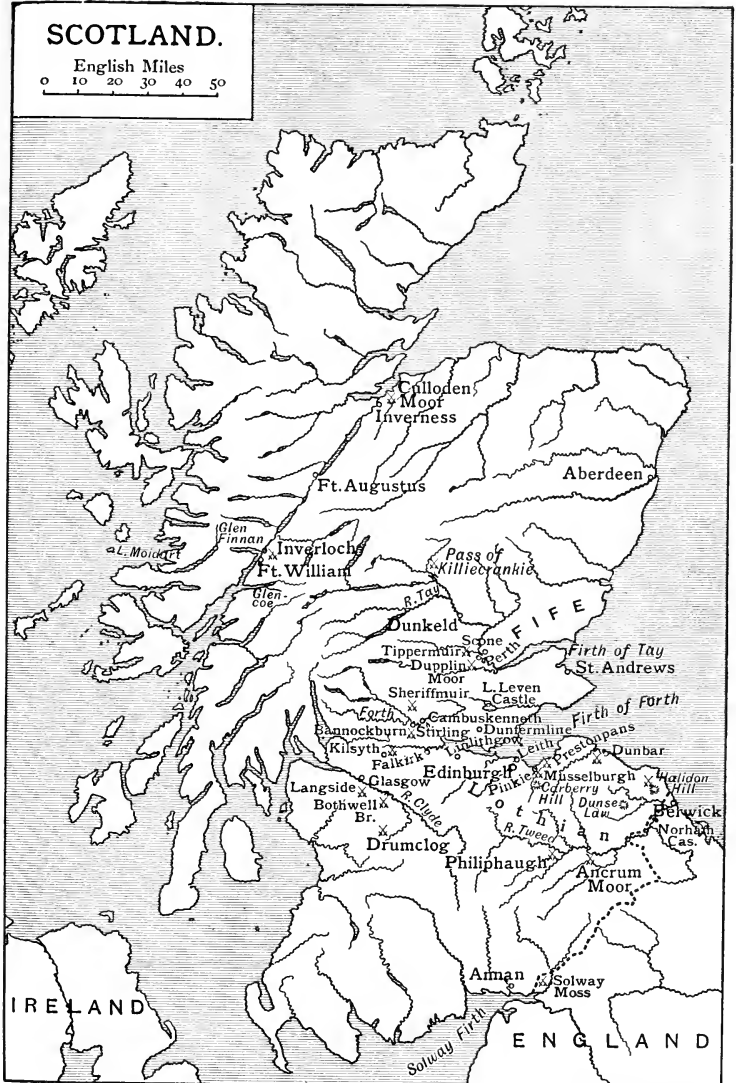 SCOTLAND.
English Miles
0 10 20 30 40 50
Culloden
Moor
Inverness
Ft. Augustus
Aberdeen
Glen
Finnan
L. Moidart
Inverlochy
Ft. William
Glen-
coe
Pass of
Killiecrankie
R. Tay
Dunkeld
FIFE
Scone
Perth
Tippermuir
Dupplin
Moor
Firth of Tay
St. Andrews
Sheriffmuir
L. Leven
Castle
Forth
Cambuskenneth
Firth of Forth
Bannockburn
Stirling
Dunfermline
Kilsyth
Falkirk
Linlithgow
Leith
Prestonpans
Dunbar
Edinburgh
Pinkie
Musselburgh
Carberry
Hill
Halidon
Hill
Dunse
Law
Berwick
Norham
Cas.
Glasgow
Langside
Bothwell
Br.
R. Clyde
Lothian
R. Tweed
Drumclog
Philiphaugh
Ancrum
Moor
Annan
Solway
Moss
IRELAND
Solway Firth
ENGLAND